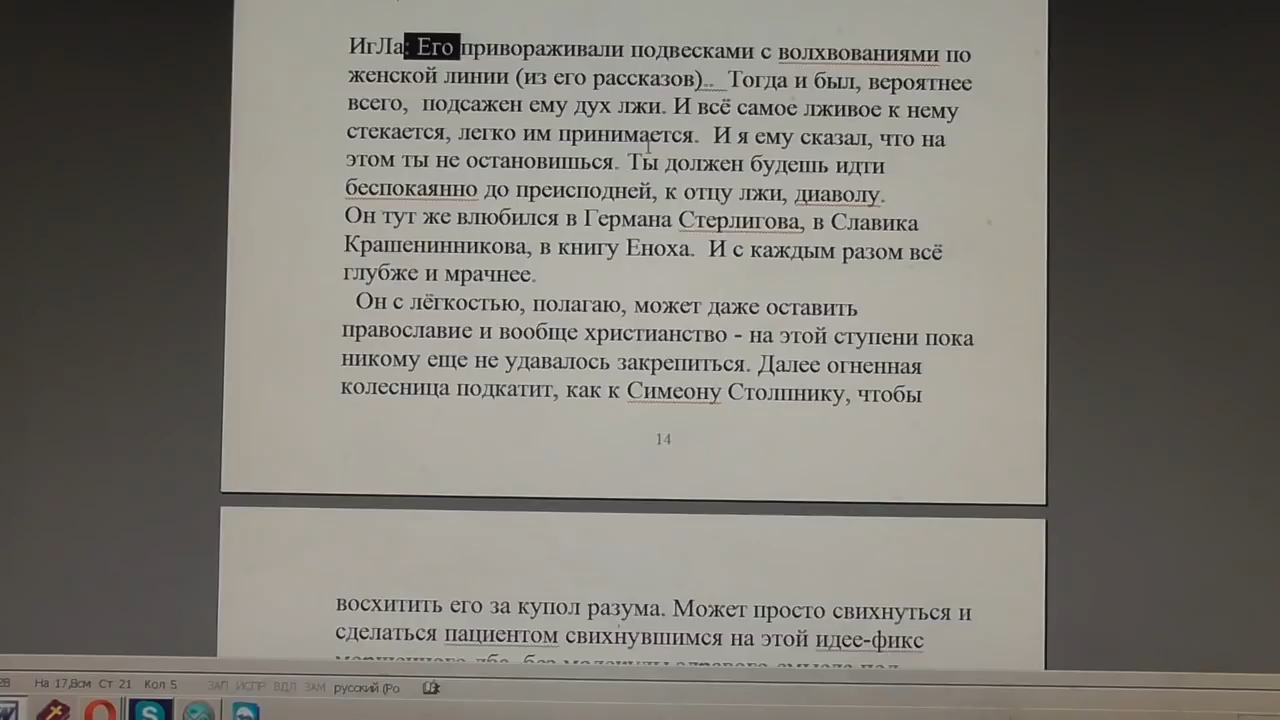 ИгЛа: Его привораживали подвесками с волхвованиями по
женской линии (из его рассказов).. Тогда и был, вероятнее
всего, подсажен ему дух лжи. И всё самое лживое к нему
стекается, легко им принимается. И я ему сказал, что на
этом ты не остановишься. Ты должен будешь идти
беспокаянно до преисподней, к отцу лжи, диаволу.
Он тут же влюбился в Германа Стерлигова, в Славика
Крашенинникова, в книгу Еноха. И с каждым разом всё
глубже и мрачнее.
Он с лёгкостью, полагаю, может даже оставить
православие и вообще христианство - на этой ступени пока
никому еще не удавалось закрепиться. Далее огненная
колесница подкатит, как к Симеону Столпнику, чтобы
14
восхитить его за купол разума. Может просто свихнуться и
сделаться пациентом свихнувшимся на этой идее-фикс
На 17,8см Ст 21 Кол 5 ЗАП ИСПР ВДЛ ЗАМ русский (Ро